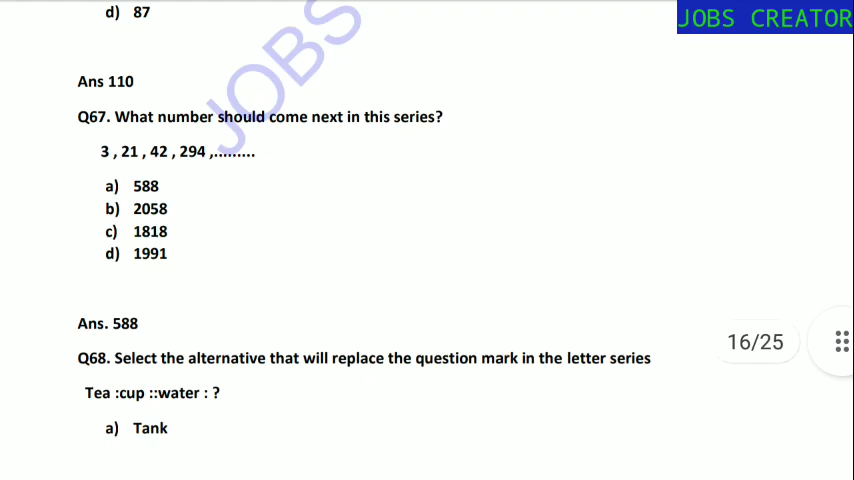 d) 87
JOBS CREATOR
JOBS
Ans 110
Q67. What number should come next in this series?
3 , 21 , 42 , 294 ,.........
a) 588
b) 2058
c) 1818
d) 1991
Ans. 588
16/25
Q68. Select the alternative that will replace the question mark in the letter series
Tea :cup ::water : ?
a) Tank